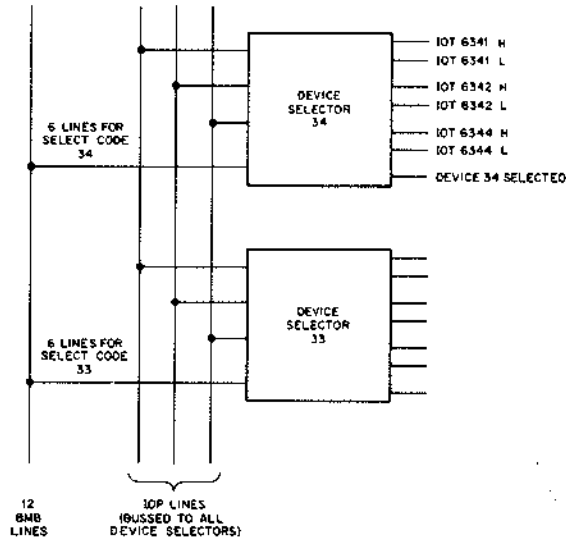 IOT 6341 H
IOT 6341 L
IOT 6342 H
IOT 6342 L
IOT 6344 H
IOT 6344 L
DEVICE 34 SELECTED
DEVICE
SELECTOR
34
6 LINES FOR
SELECT CODE
34
DEVICE
SELECTOR
33
6 LINES FOR
SELECT CODE
33
12
BMB
LINES
IOP LINES
(BUSSED TO ALL
DEVICE SELECTORS)